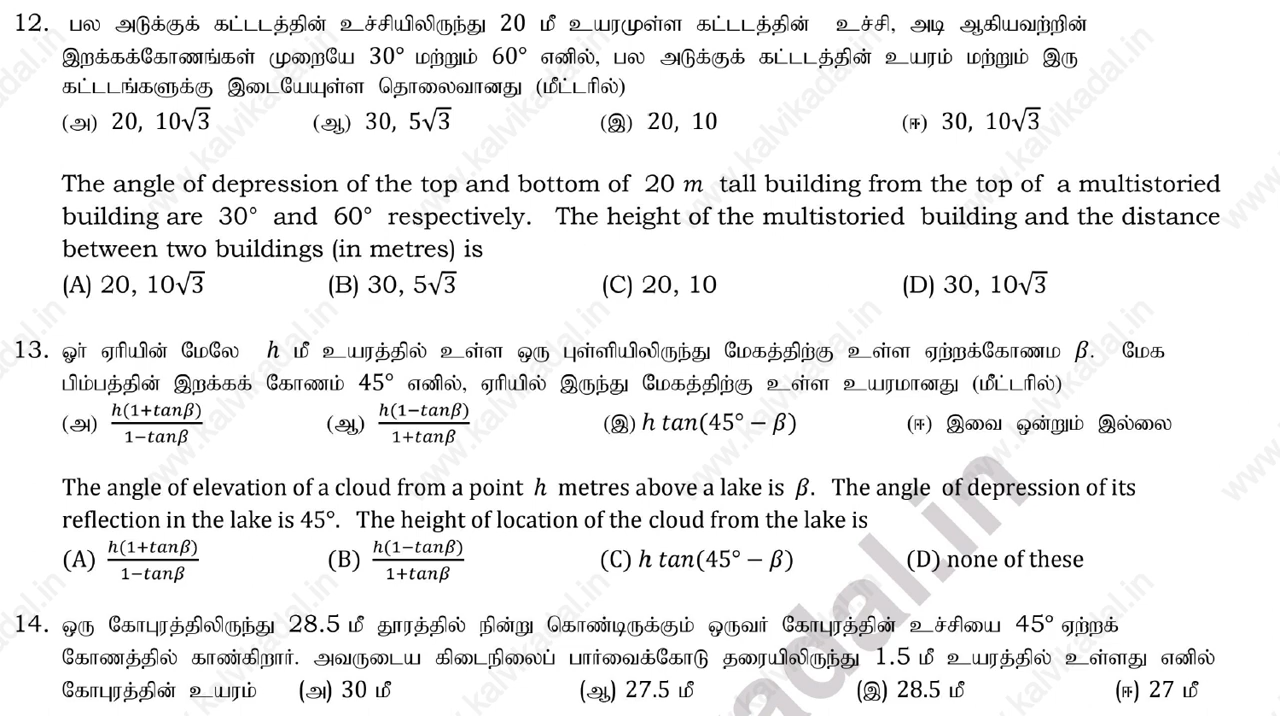 12. பல அடுக்குக் கட்டடத்தின் உச்சியிலிருந்து 20 மீ உயரமுள்ள கட்டடத்தின் உச்சி, அடி ஆகியவற்றின்
இறக்கக்கோணங்கள் முறையே 30° மற்றும் 60° எனில், பல அடுக்குக் கட்டடத்தின் உயரம் மற்றும் இரு
கட்டடங்களுக்கு இடையேயுள்ள தொலைவானது (மீட்டரில்)
(அ) 20, 10√3 (ஆ) 30, 5√3 (இ) 20, 10 (ஈ) 30, 10√3
The angle of depression of the top and bottom of 20 m tall building from the top of a multistoried
building are 30° and 60° respectively. The height of the multistoried building and the distance
between two buildings (in metres) is
(A) 20, 10√3 (B) 30, 5√3 (C) 20, 10 (D) 30, 10√3
13. ஓர் ஏரியின் மேலே h மீ உயரத்தில் உள்ள ஒரு புள்ளியிலிருந்து மேகத்திற்கு உள்ள ஏற்றக்கோணம β. மேக
பிம்பத்தின் இறக்கக் கோணம் 45° எனில், ஏரியில் இருந்து மேகத்திற்கு உள்ள உயரமானது (மீட்டரில்)
(அ) h(1+tanβ)/1−tanβ (ஆ) h(1−tanβ)/1+tanβ (இ) h tan(45° − β) (ஈ) இவை ஒன்றும் இல்லை
The angle of elevation of a cloud from a point h metres above a lake is β. The angle of depression of its
reflection in the lake is 45°. The height of location of the cloud from the lake is
(A) h(1+tanβ)/1−tanβ (B) h(1−tanβ)/1+tanβ (C) h tan(45° − β) (D) none of these
14. ஒரு கோபுரத்திலிருந்து 28.5 மீ தூரத்தில் நின்று கொண்டிருக்கும் ஒருவர் கோபுரத்தின் உச்சியை 45° ஏற்றக்
கோணத்தில் காண்கிறார். அவருடைய கிடைநிலைப் பார்வைக்கோடு தரையிலிருந்து 1.5 மீ உயரத்தில் உள்ளது எனில்
கோபுரத்தின் உயரம் (அ) 30 மீ (ஆ) 27.5 மீ (இ) 28.5 மீ (ஈ) 27 மீ
www.kalvikadal.in